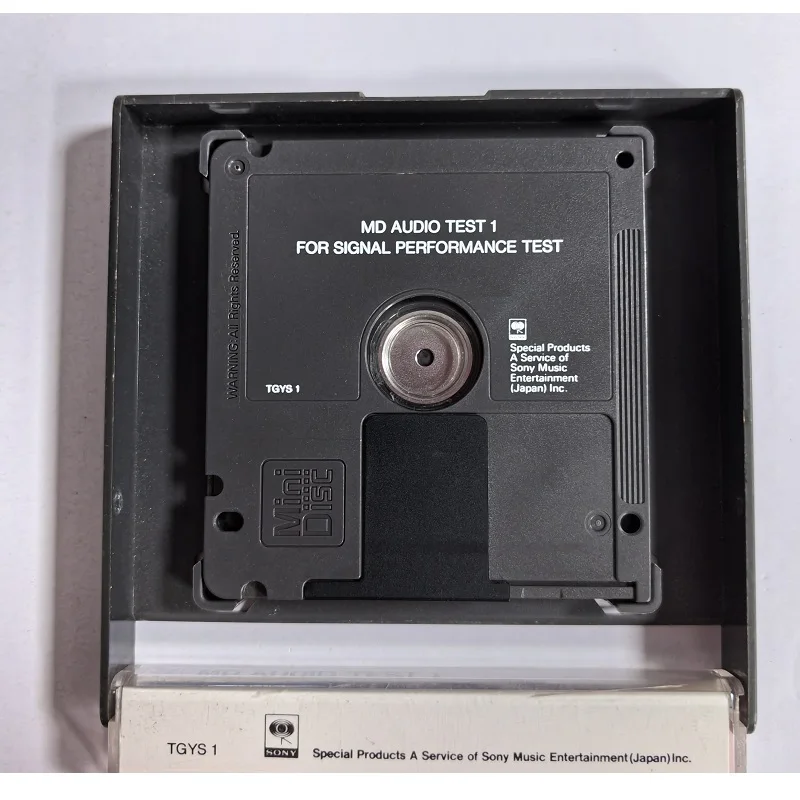 MD AUDIO TEST 1
FOR SIGNAL PERFORMANCE TEST
WARNING: All Rights Reserved.
TGYS 1
Special Products
A Service of
Sony Music
Entertainment
(Japan) Inc.
Mini
Disc
TGYS 1
SONY
Special Products A Service of Sony Music Entertainment (Japan) Inc.